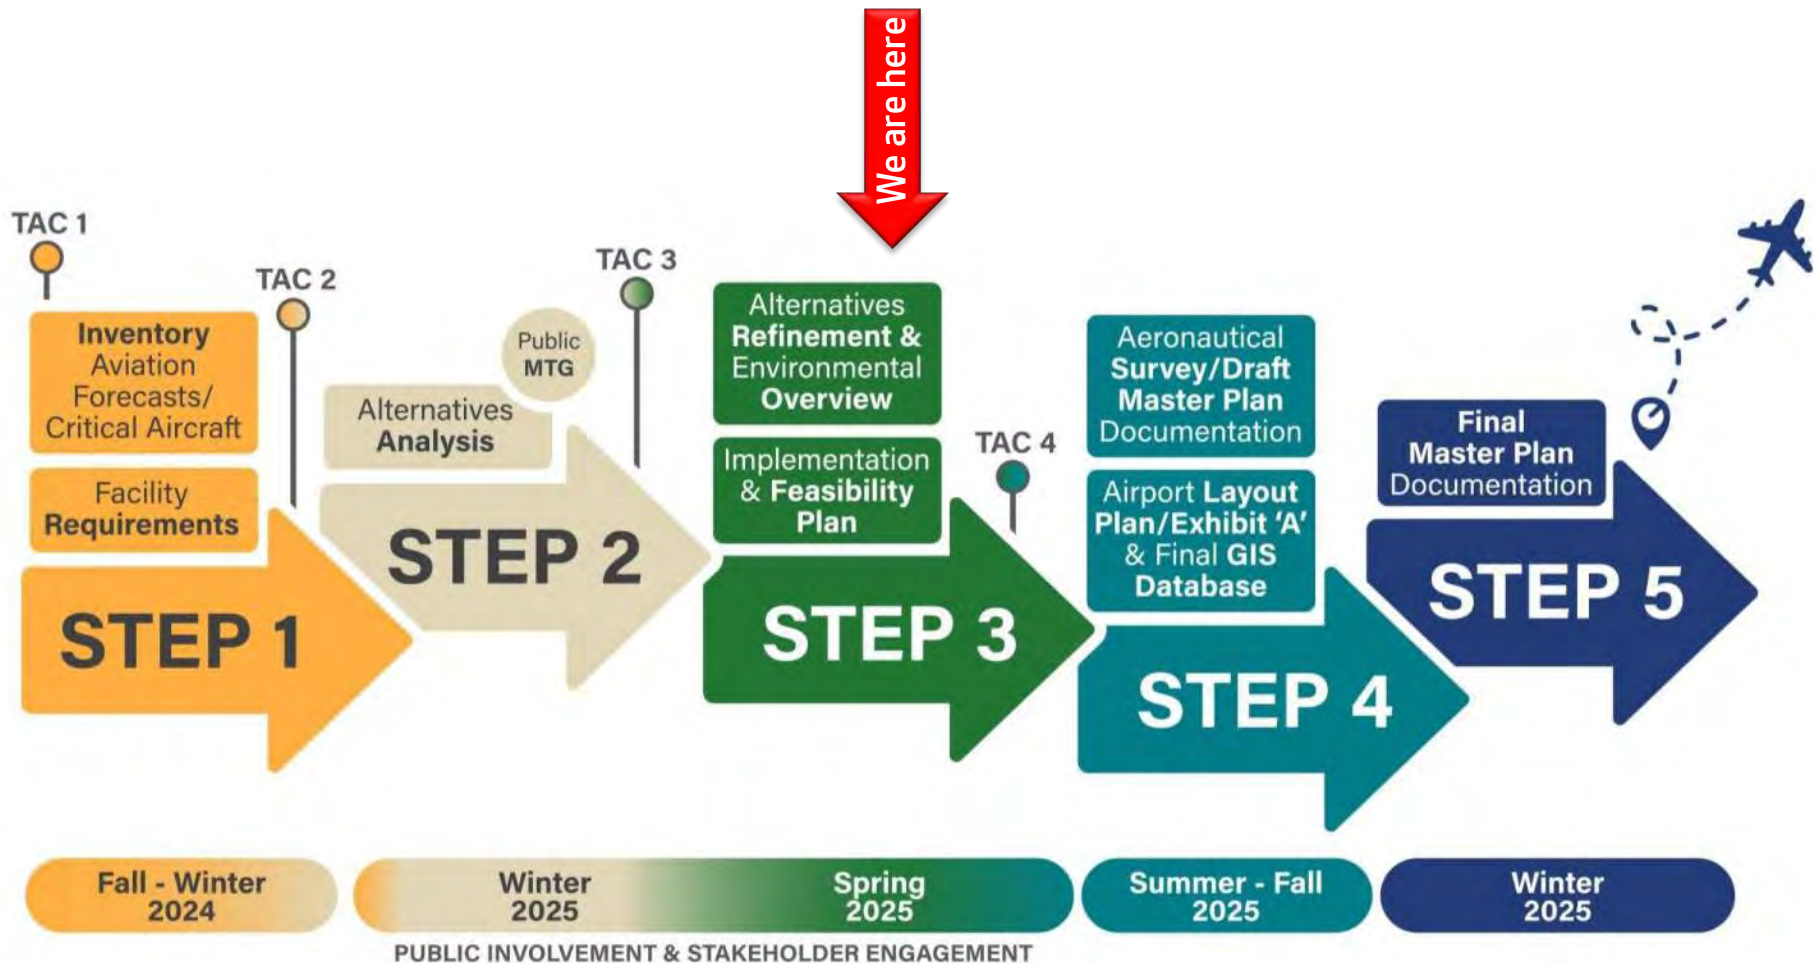 We are here
TAC 1
Inventory
Aviation
Forecasts/
Critical Aircraft
Facility
Requirements
STEP 1
TAC 2
Public
MTG
Alternatives
Analysis
STEP 2
TAC 3
Alternatives
Refinement &
Environmental
Overview
Implementation
& Feasibility
Plan
STEP 3
TAC 4
Aeronautical
Survey/Draft
Master Plan
Documentation
Airport Layout
Plan/Exhibit ‘A’
& Final GIS
Database
STEP 4
Final
Master Plan
Documentation
STEP 5
Fall - Winter
2024
Winter
2025
Spring
2025
Summer - Fall
2025
Winter
2025
PUBLIC INVOLVEMENT & STAKEHOLDER ENGAGEMENT